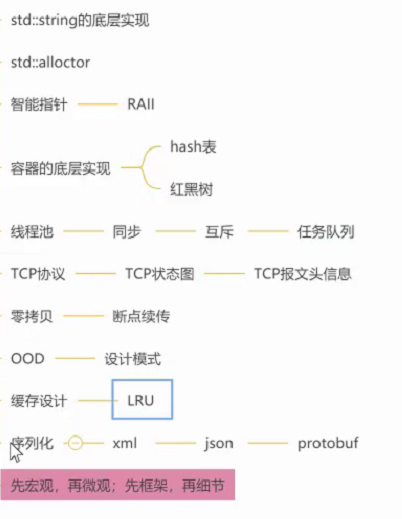 std::string的底层实现
std::alloctor
智能指针 RAII
容器的底层实现 hash表
红黑树
线程池 同步 互斥 任务队列
TCP协议 TCP状态图 TCP报文头信息
零拷贝 断点续传
OOD 设计模式
缓存设计 LRU
序列化 xml json protobuf
先宏观，再微观；先框架，再细节